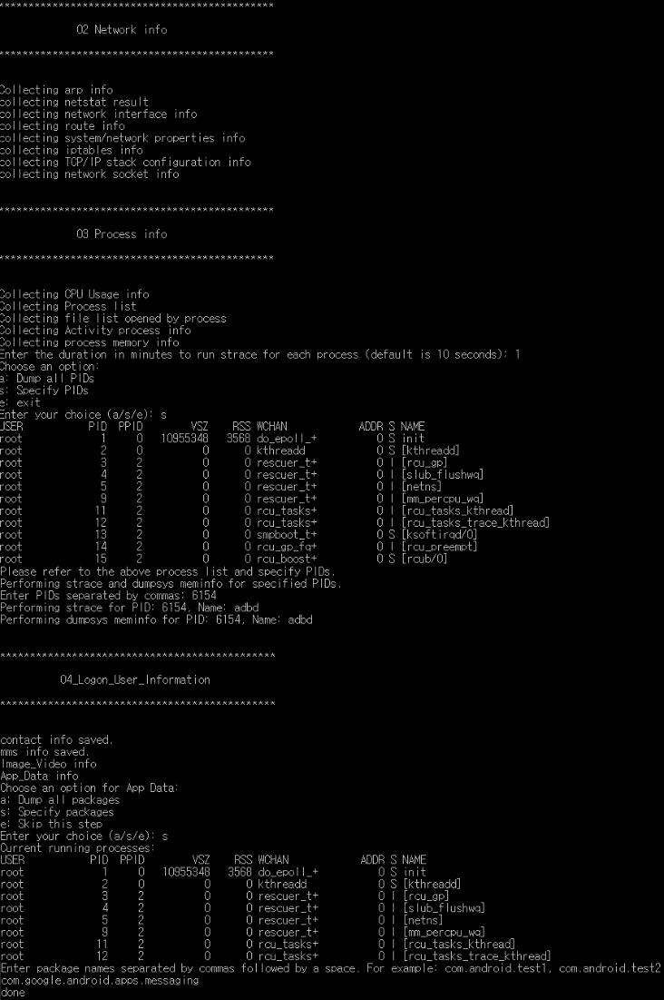 **********************************************
02 Network info
**********************************************
Collecting arp info
collecting netstat result
collecting network interface info
collecting route info
collecting system/network properties info
collecting iptables info
collecting TCP/IP stack configuration info
collecting network socket info
**********************************************
03 Process info
**********************************************
Collecting CPU Usage info
Collecting Process list
Collecting file list opened by process
Collecting Activity process info
Collecting process memory info
Enter the duration in minutes to run strace for each process (default is 10 seconds): 1
Choose an option:
a: Dump all PIDs
s: Specify PIDs
e: exit
Enter your choice (a/s/e): s
USER PID PPID VSZ RSS WCHAN ADDR S NAME
root 1 0 10955348 3568 do_epoll_+ 0 S init
root 2 0 0 0 kthreadd 0 S [kthreadd]
root 3 2 0 0 rescuer_t+ 0 I [rcu_gp]
root 4 2 0 0 rescuer_t+ 0 I [slub_flushwq]
root 5 2 0 0 rescuer_t+ 0 I [netns]
root 9 2 0 0 rescuer_t+ 0 I [mm_percpu_wq]
root 11 2 0 0 rcu_tasks+ 0 I [rcu_tasks_kthread]
root 12 2 0 0 rcu_tasks+ 0 I [rcu_tasks_trace_kthread]
root 13 2 0 0 smpboot_t+ 0 S [ksoftirqd/0]
root 14 2 0 0 rcu_gp_fq+ 0 I [rcu_preempt]
root 15 2 0 0 rcu_boost+ 0 S [rcub/0]
Please refer to the above process list and specify PIDs.
Performing strace and dumpsys meminfo for specified PIDs.
Enter PIDs separated by commas: 6154
Performing strace for PID: 6154, Name: adbd
Performing dumpsys meminfo for PID: 6154, Name: adbd
**********************************************
04_Logon_User_Information
**********************************************
contact info saved.
mms info saved.
Image_Video info
App_Data info
Choose an option for App Data:
a: Dump all packages
s: Specify packages
e: Skip this step
Enter your choice (a/s/e): s
Current running processes:
USER PID PPID VSZ RSS WCHAN ADDR S NAME
root 1 0 10955348 3568 do_epoll_+ 0 S init
root 2 0 0 0 kthreadd 0 S [kthreadd]
root 3 2 0 0 rescuer_t+ 0 I [rcu_gp]
root 4 2 0 0 rescuer_t+ 0 I [slub_flushwq]
root 5 2 0 0 rescuer_t+ 0 I [netns]
root 9 2 0 0 rescuer_t+ 0 I [mm_percpu_wq]
root 11 2 0 0 rcu_tasks+ 0 I [rcu_tasks_kthread]
root 12 2 0 0 rcu_tasks+ 0 I [rcu_tasks_trace_kthread]
Enter package names separated by commas followed by a space. For example: com.android.test1, com.android.test2
com.google.android.apps.messaging
done